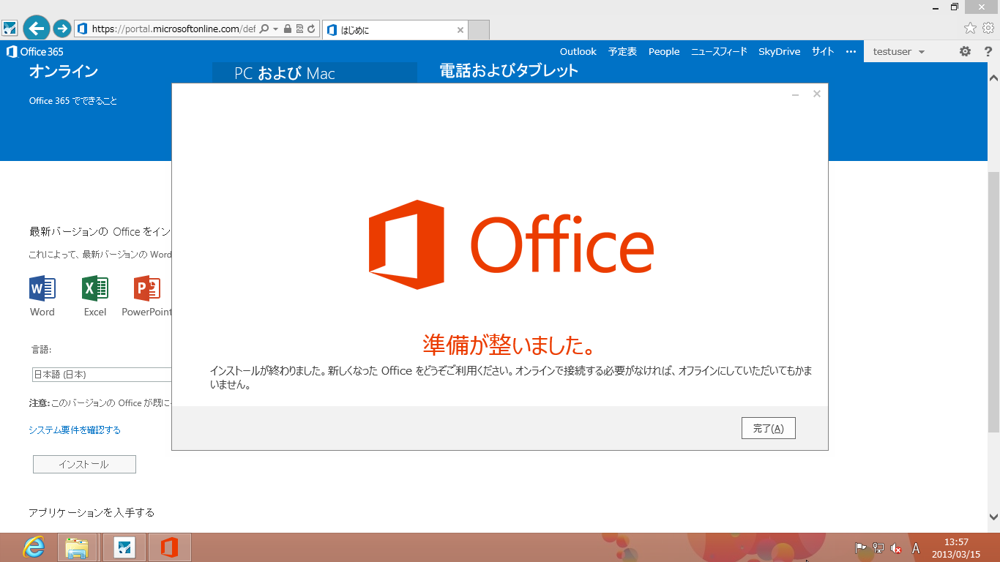 https://portal.microsoftonline.com/def
はじめに
Office 365
Outlook 予定表 People ニュースフィード SkyDrive サイト ••• testuser ?
オンライン
PC および Mac
電話およびタブレット
Office 365 でできること
最新バージョンの Office をイン
これによって、最新バージョンの Word
Word Excel PowerPoint
言語:
日本語 (日本)
注意: このバージョンの Office が既に
システム要件を確認する
インストール
アプリケーションを入手する
Office
準備が整いました。
インストールが終わりました。新しくなった Office をどうぞご利用ください。オンラインで接続する必要がなければ、オフラインにしていただいてもかま
いません。
完了(A)
A
13:57
2013/03/15